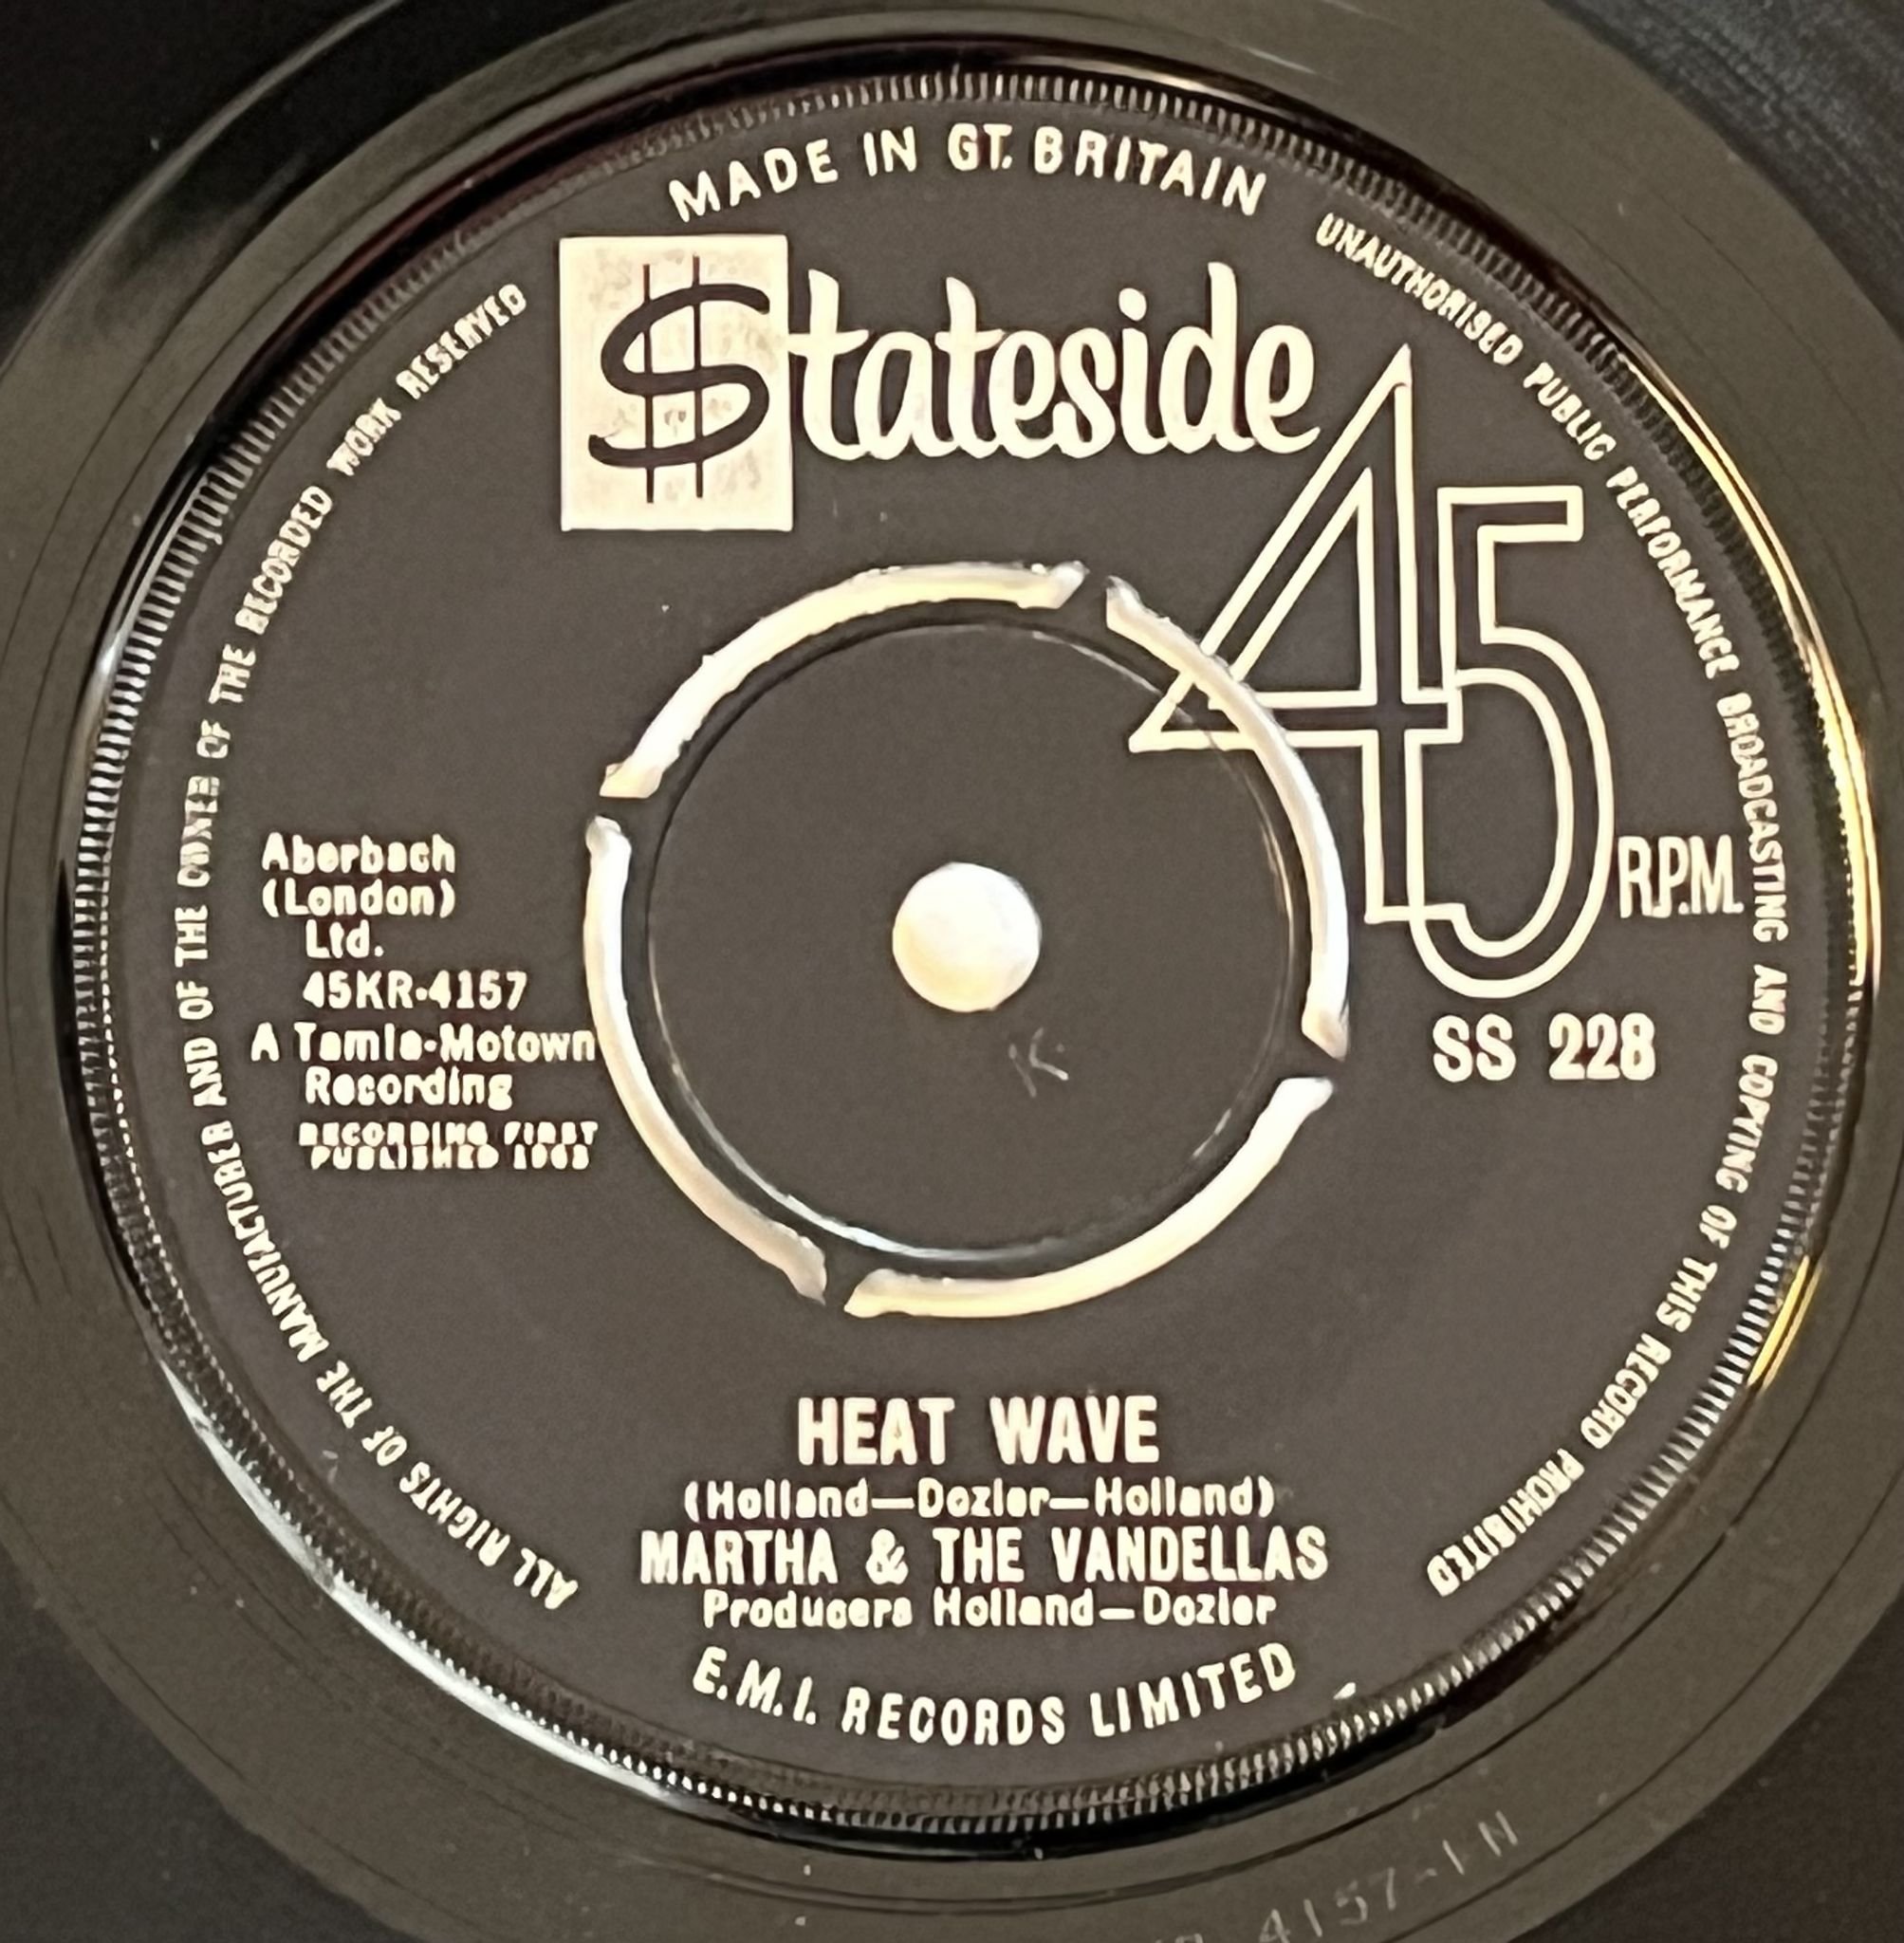 MADE IN GT. BRITAIN
Stateside
45
R.P.M.
UNAUTHORISED PUBLIC PERFORMANCE BROADCASTING AND COPYING OF THIS RECORD PROHIBITED
ALL RIGHTS OF THE MANUFACTURER AND OF THE OWNER OF THE RECORDED WORK RESERVED
Aberbach
(London)
Ltd.
45KR-4157
A Tamla-Motown
Recording
RECORDING FIRST
PUBLISHED
SS 228
K
HEAT WAVE
(Holland—Dozier—Holland)
MARTHA & THE VANDELLAS
Producers Holland—Dozier
E.M.I. RECORDS LIMITED
4157-1N